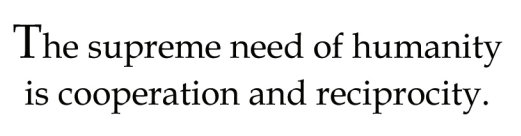 The supreme need of humanity
is cooperation and reciprocity.